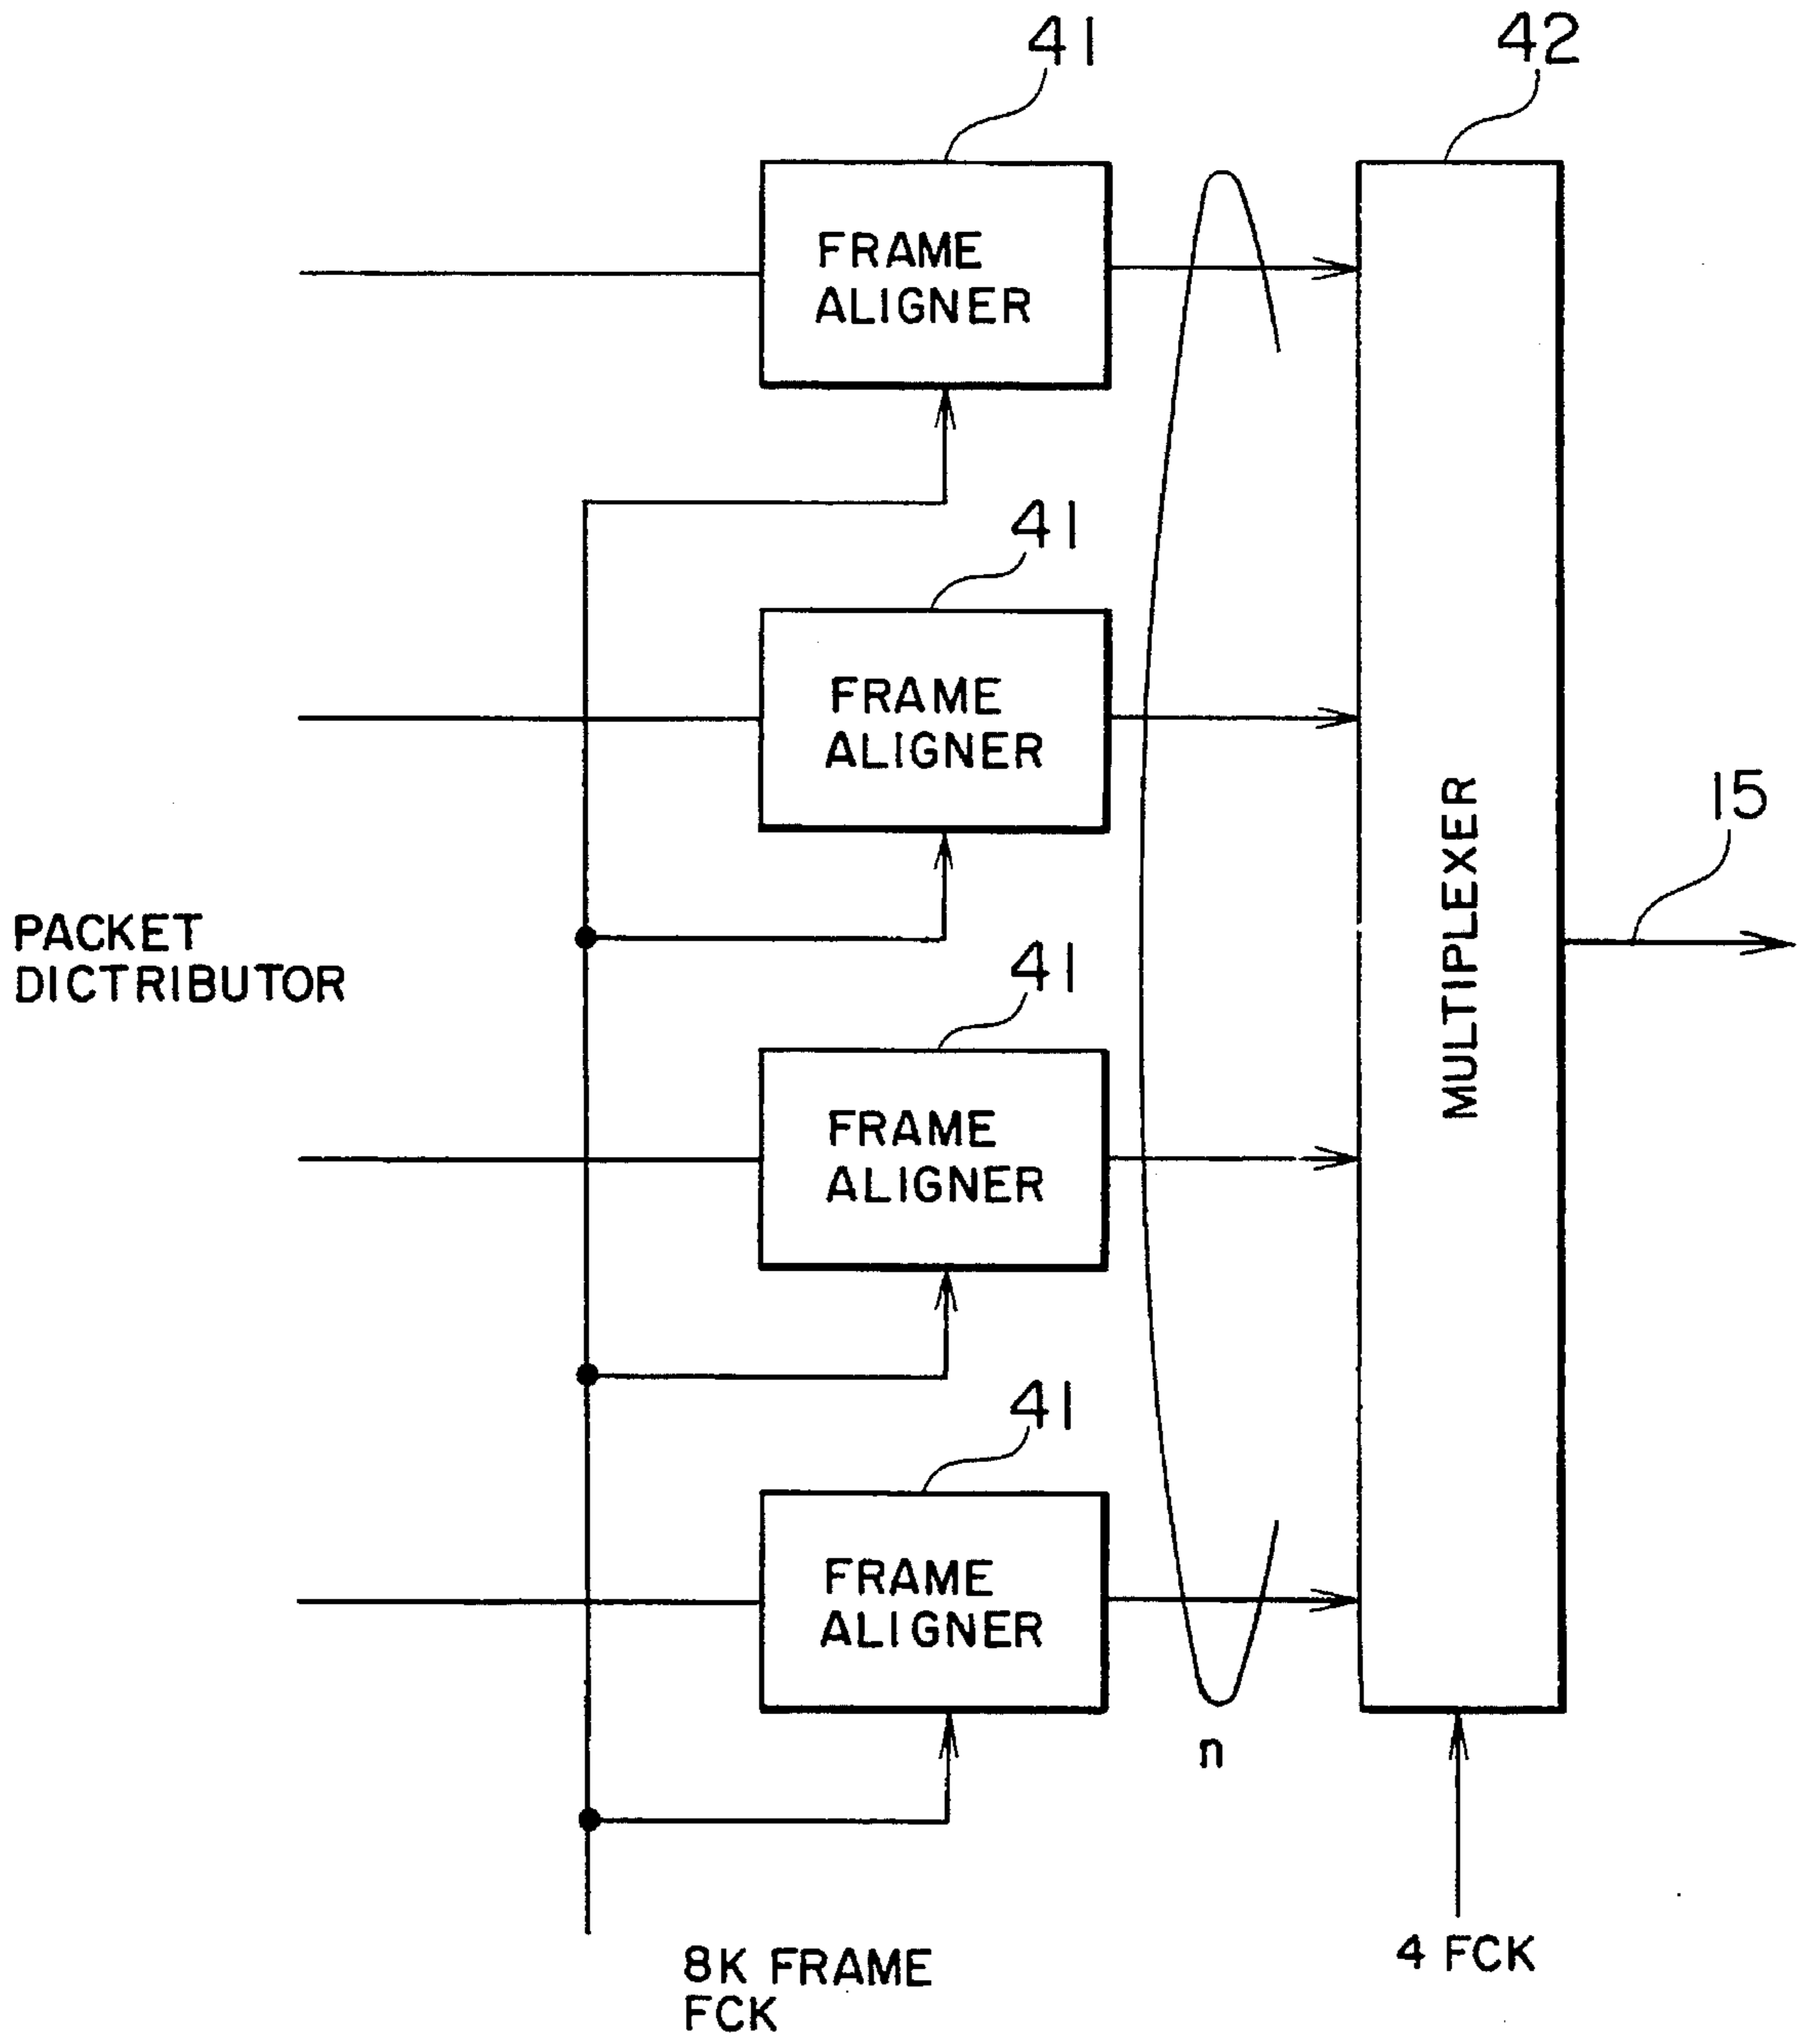 41
42
FRAME
ALIGNER
41
FRAME
ALIGNER
15
MULTIPLEXER
PACKET
DICTRIBUTOR
41
FRAME
ALIGNER
41
FRAME
ALIGNER
n
8K FRAME
FCK
4 FCK